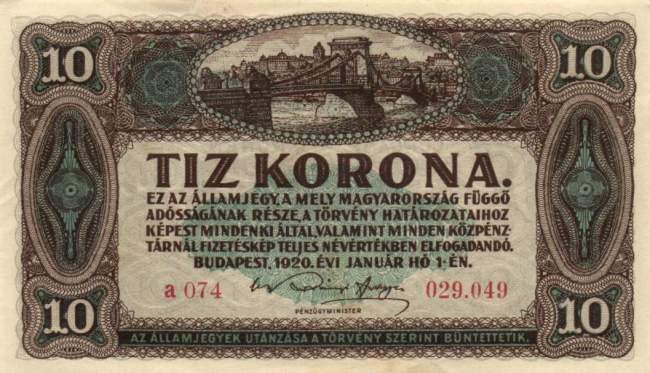 10 10
TIZ KORONA.
EZ AZ ÁLLAMJEGY, A MELY MAGYARORSZÁG FÜGGŐ
ADÓSSÁGÁNAK RÉSZE, A TÖRVÉNY HATÁROZATAIHOZ
KÉPEST MINDENKI ÁLTAL, VALAMINT MINDEN KÖZPÉNZ-
TÁRNÁL FIZETÉSKÉP TELJES NÉVÉRTÉKBEN ELFOGADANDÓ.
BUDAPEST, 1920. ÉVI JANUÁR HÓ 1-ÉN.
a 074 029.049
PÉNZÜGYMINISTER
10 10
AZ ÁLLAMJEGYEK UTÁNZÁSA A TÖRVÉNY SZERINT BÜNTETTETIK.